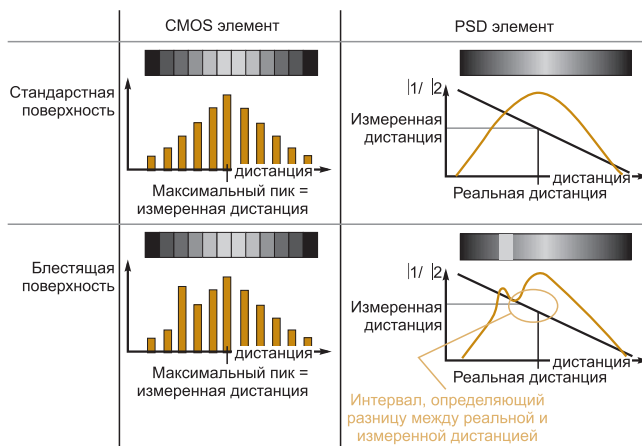 CMOS элемент
PSD элемент
Стандарстная
поверхность
дистанция
Максимальный пик =
измеренная дистанция
|1/ |2
Измеренная
дистанция
дистанция
Реальная дистанция
Блестящая
поверхность
дистанция
Максимальный пик =
измеренная дистанция
|1/ |2
Измеренная
дистанция
дистанция
Реальная дистанция
Интервал, определяющий
разницу между реальной и
измеренной дистанцией